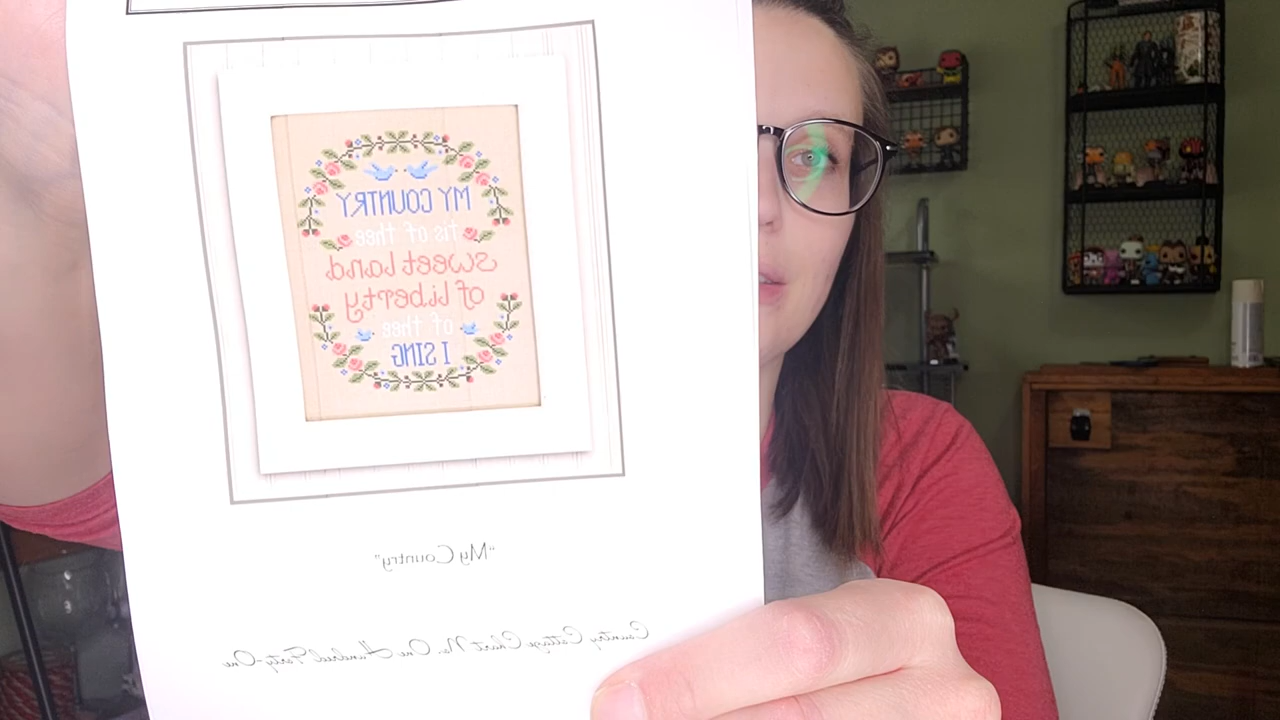 MY COUNTRY
'tis of thee
sweet land
of liberty
of thee
I SING
"My Country"
Country Cottage Chart No. One Hundred Forty-One